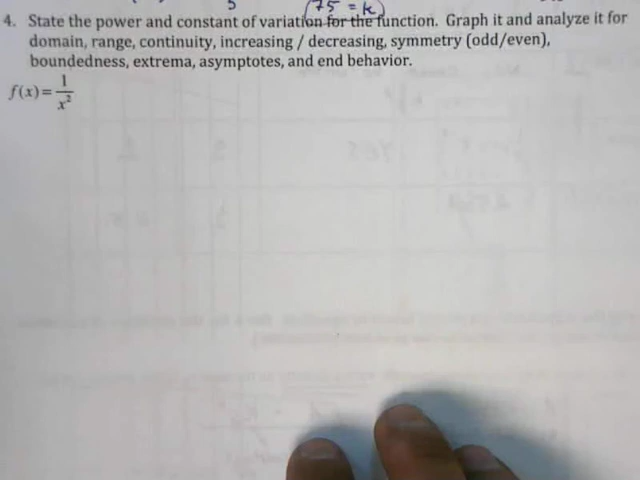 (75 = k)
4. State the power and constant of variation for the function. Graph it and analyze it for
domain, range, continuity, increasing / decreasing, symmetry (odd/even),
boundedness, extrema, asymptotes, and end behavior.
f(x)=1/x²